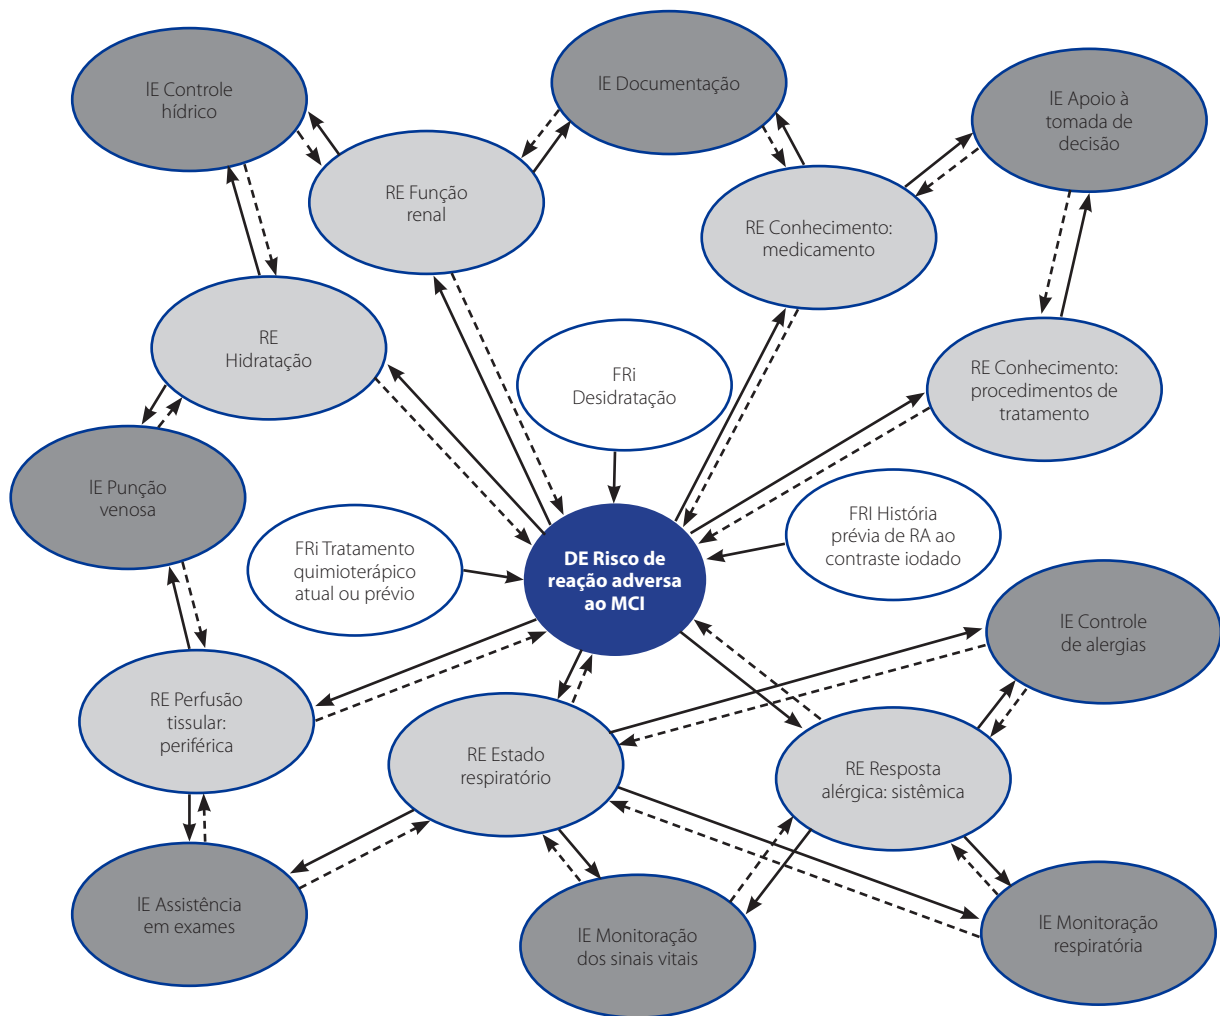 IE Controle
hídrico
IE Documentação
IE Apoio à
tomada de
decisão
RE Função
renal
RE Conhecimento:
medicamento
RE
Hidratação
FRi
Desidratação
RE Conhecimento:
procedimentos de
tratamento
IE Punção
venosa
FRi Tratamento
quimioterápico
atual ou prévio
DE Risco de
reação adversa
ao MCI
FRI História
prévia de RA ao
contraste iodado
IE Controle
de alergias
RE Perfusão
tissular:
periférica
RE Estado
respiratório
RE Resposta
alérgica: sistêmica
IE Assistência
em exames
IE Monitoração
dos sinais vitais
IE Monitoração
respiratória